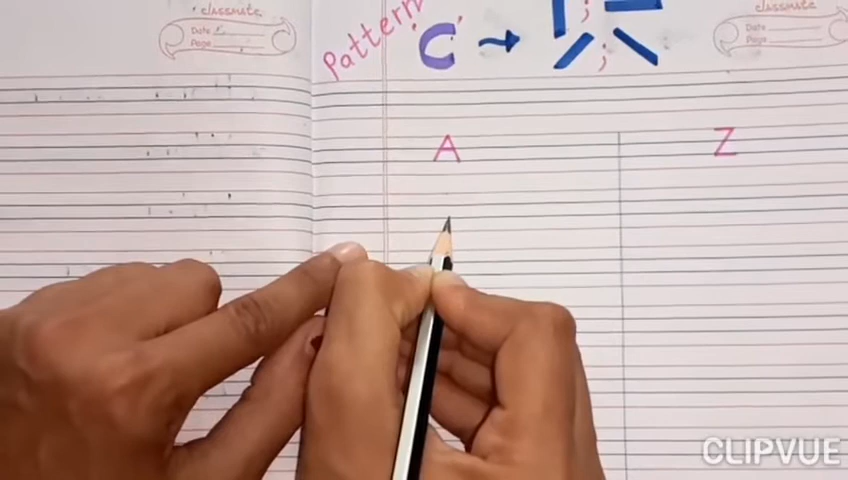 classmate
Date
Page
classmate
Date
Page
Pattern
C
A
Z
CLIPVUE